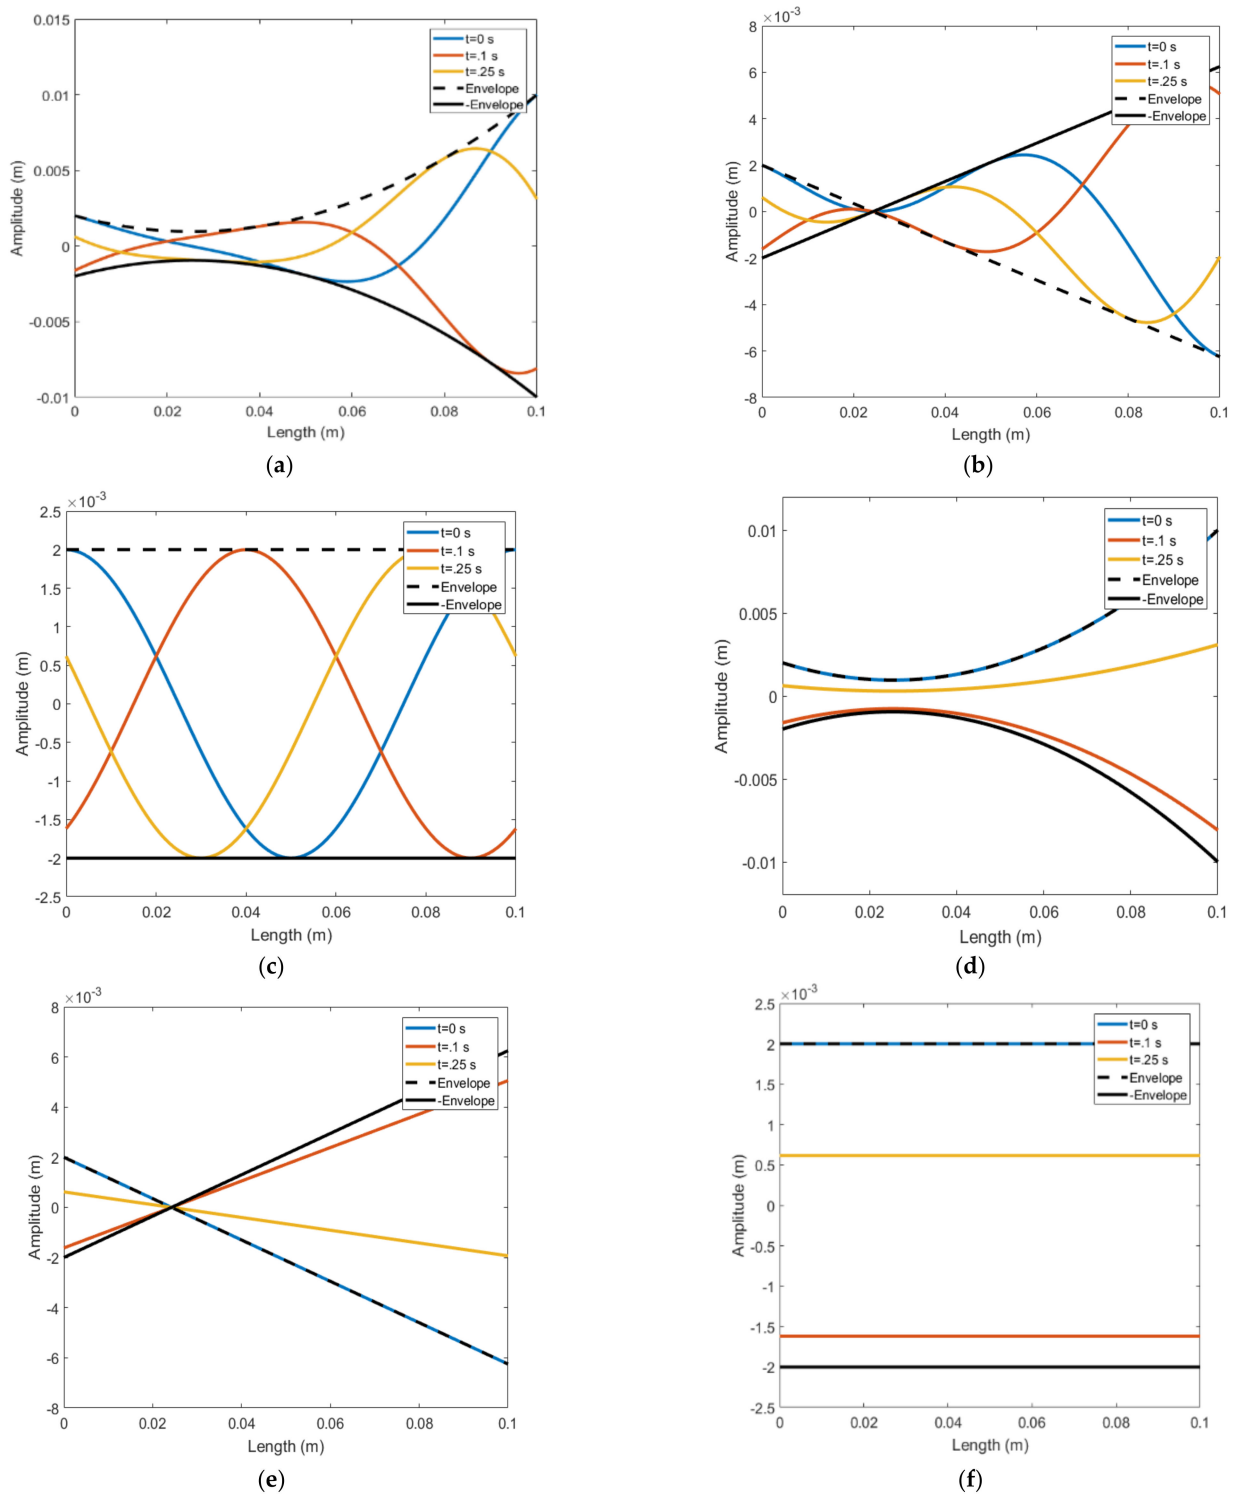 0.015
0.01
0.005
0
-0.005
-0.01
0 0.02 0.04 0.06 0.08 0.1
Length (m)
Amplitude (m)
t=0 s
t=.1 s
t=.25 s
Envelope
-Envelope
(a)
×10-3
8
6
4
2
0
-2
-4
-6
-8
0 0.02 0.04 0.06 0.08 0.1
Length (m)
Amplitude (m)
t=0 s
t=.1 s
t=.25 s
Envelope
-Envelope
(b)
×10-3
2.5
2
1.5
1
0.5
0
-0.5
-1
-1.5
-2
-2.5
0 0.02 0.04 0.06 0.08 0.1
Length (m)
Amplitude (m)
t=0 s
t=.1 s
t=.25 s
Envelope
-Envelope
(c)
0.01
0.005
0
-0.005
-0.01
0 0.02 0.04 0.06 0.08 0.1
Length (m)
Amplitude (m)
t=0 s
t=.1 s
t=.25 s
Envelope
-Envelope
(d)
×10-3
8
6
4
2
0
-2
-4
-6
-8
0 0.02 0.04 0.06 0.08 0.1
Length (m)
Amplitude (m)
t=0 s
t=.1 s
t=.25 s
Envelope
-Envelope
(e)
×10-3
2.5
2
1.5
1
0.5
0
-0.5
-1
-1.5
-2
-2.5
0 0.02 0.04 0.06 0.08 0.1
Length (m)
Amplitude (m)
t=0 s
t=.1 s
t=.25 s
Envelope
-Envelope
(f)